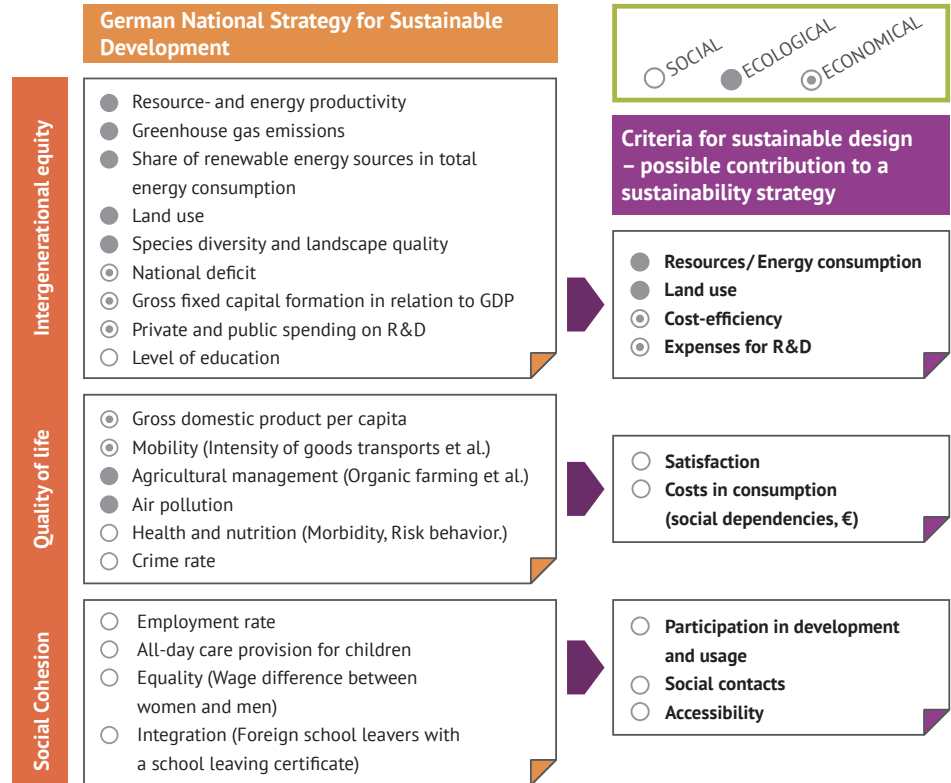 German National Strategy for Sustainable
Development
SOCIAL
ECOLOGICAL
ECONOMICAL
Criteria for sustainable design
– possible contribution to a
sustainability strategy
Intergenerational equity
Resource- and energy productivity
Greenhouse gas emissions
Share of renewable energy sources in total
energy consumption
Land use
Species diversity and landscape quality
National deficit
Gross fixed capital formation in relation to GDP
Private and public spending on R&D
Level of education
Resources/Energy consumption
Land use
Cost-efficiency
Expenses for R&D
Quality of life
Gross domestic product per capita
Mobility (Intensity of goods transports et al.)
Agricultural management (Organic farming et al.)
Air pollution
Health and nutrition (Morbidity, Risk behavior.)
Crime rate
Satisfaction
Costs in consumption
(social dependencies, €)
Social Cohesion
Employment rate
All-day care provision for children
Equality (Wage difference between
women and men)
Integration (Foreign school leavers with
a school leaving certificate)
Participation in development
and usage
Social contacts
Accessibility